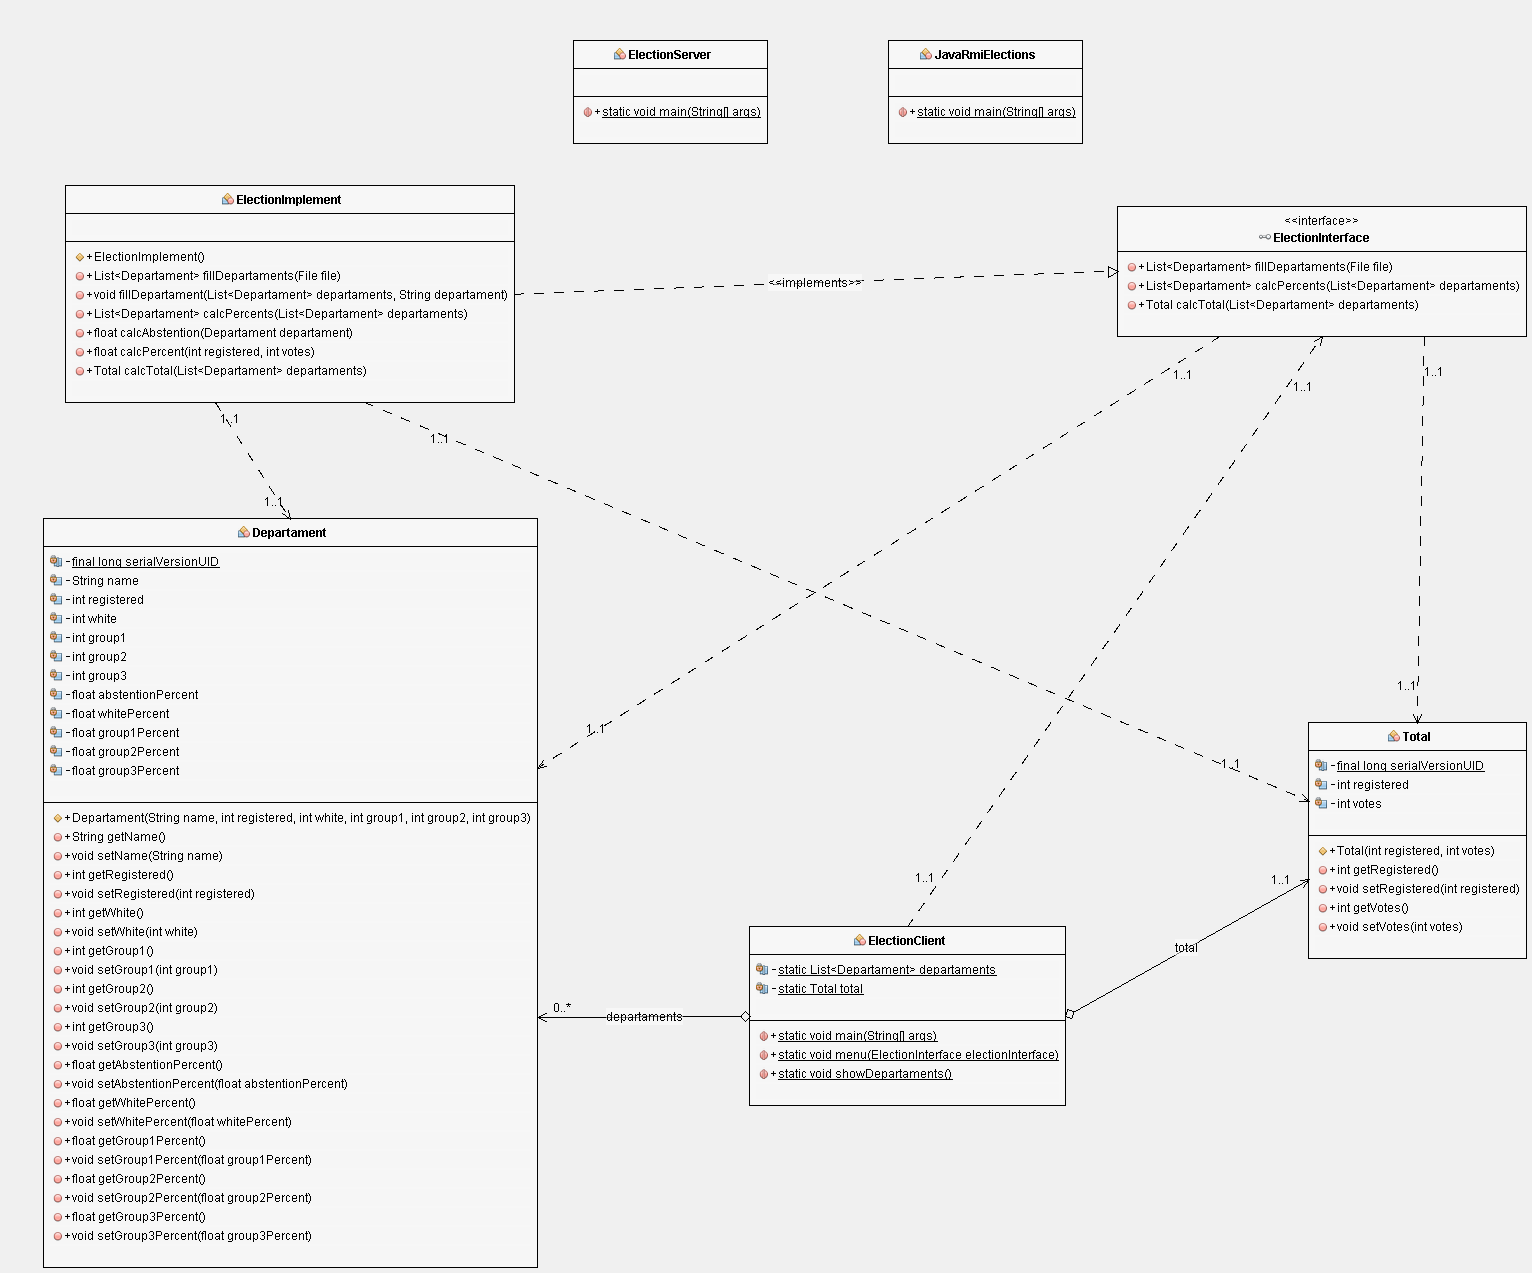 ElectionServer
+ static void main(String[] args)
JavaRmiElections
+ static void main(String[] args)
ElectionImplement
+ ElectionImplement()
+ List<Departament> fillDepartaments(File file)
+ void fillDepartament(List<Departament> departaments, String departament)
+ List<Departament> calcPercents(List<Departament> departaments)
+ float calcAbstention(Departament departament)
+ float calcPercent(int registered, int votes)
+ Total calcTotal(List<Departament> departaments)
<<implements>>
<<interface>>
ElectionInterface
+ List<Departament> fillDepartaments(File file)
+ List<Departament> calcPercents(List<Departament> departaments)
+ Total calcTotal(List<Departament> departaments)
1..1
1..1
1..1
1..1
1..1
1..1
Departament
- final long serialVersionUID
- String name
- int registered
- int white
- int group1
- int group2
- int group3
- float abstentionPercent
- float whitePercent
- float group1Percent
- float group2Percent
- float group3Percent
+ Departament(String name, int registered, int white, int group1, int group2, int group3)
+ String getName()
+ void setName(String name)
+ int getRegistered()
+ void setRegistered(int registered)
+ int getWhite()
+ void setWhite(int white)
+ int getGroup1()
+ void setGroup1(int group1)
+ int getGroup2()
+ void setGroup2(int group2)
+ int getGroup3()
+ void setGroup3(int group3)
+ float getAbstentionPercent()
+ void setAbstentionPercent(float abstentionPercent)
+ float getWhitePercent()
+ void setWhitePercent(float whitePercent)
+ float getGroup1Percent()
+ void setGroup1Percent(float group1Percent)
+ float getGroup2Percent()
+ void setGroup2Percent(float group2Percent)
+ float getGroup3Percent()
+ void setGroup3Percent(float group3Percent)
1..1
1..1
1..1
Total
- final long serialVersionUID
- int registered
- int votes
+ Total(int registered, int votes)
+ int getRegistered()
+ void setRegistered(int registered)
+ int getVotes()
+ void setVotes(int votes)
1..1
1..1
total
ElectionClient
- static List<Departament> departaments
- static Total total
+ static void main(String[] args)
+ static void menu(ElectionInterface electionInterface)
+ static void showDepartaments()
0..*
departaments